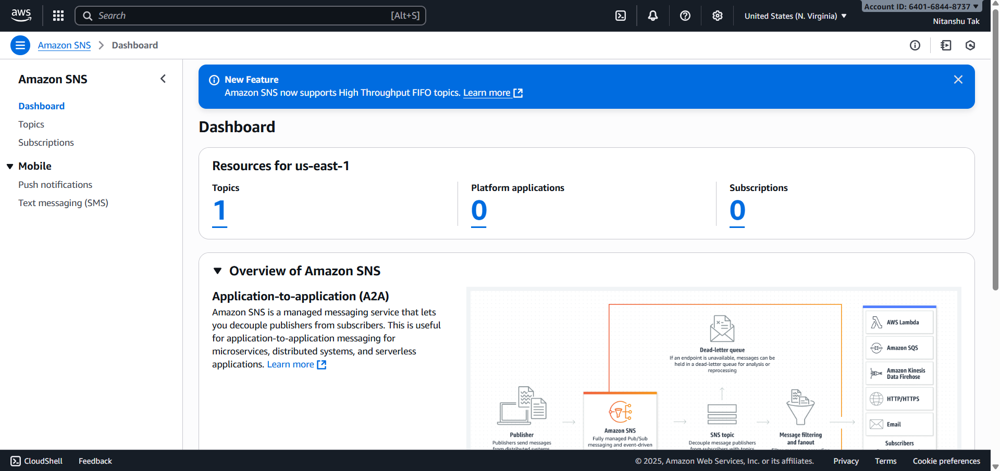 aws
Search
[Alt+S]
United States (N. Virginia)
Account ID: 6401-6844-8737
Nitanshu Tak
Amazon SNS
Dashboard
Amazon SNS
Dashboard
Topics
Subscriptions
Mobile
Push notifications
Text messaging (SMS)
New Feature
Amazon SNS now supports High Throughput FIFO topics. Learn more
Dashboard
Resources for us-east-1
Topics
1
Platform applications
0
Subscriptions
0
Overview of Amazon SNS
Application-to-application (A2A)
Amazon SNS is a managed messaging service that lets
you decouple publishers from subscribers. This is useful
for application-to-application messaging for
microservices, distributed systems, and serverless
applications. Learn more
Dead-letter queue
If an endpoint is unavailable, messages can be
held in a dead-letter queue for analysis or
reprocessing
Publisher
Publishers send messages
from distributed systems
Amazon SNS
Fully managed Pub/Sub
messaging and event-driven
SNS topic
Decouple message publishers
from subscribers with topics
Message filtering
and fanout
AWS Lambda
Amazon SQS
Amazon Kinesis
Data Firehose
HTTP/HTTPS
Email
Subscribers
CloudShell
Feedback
© 2025, Amazon Web Services, Inc. or its affiliates.
Privacy
Terms
Cookie preferences